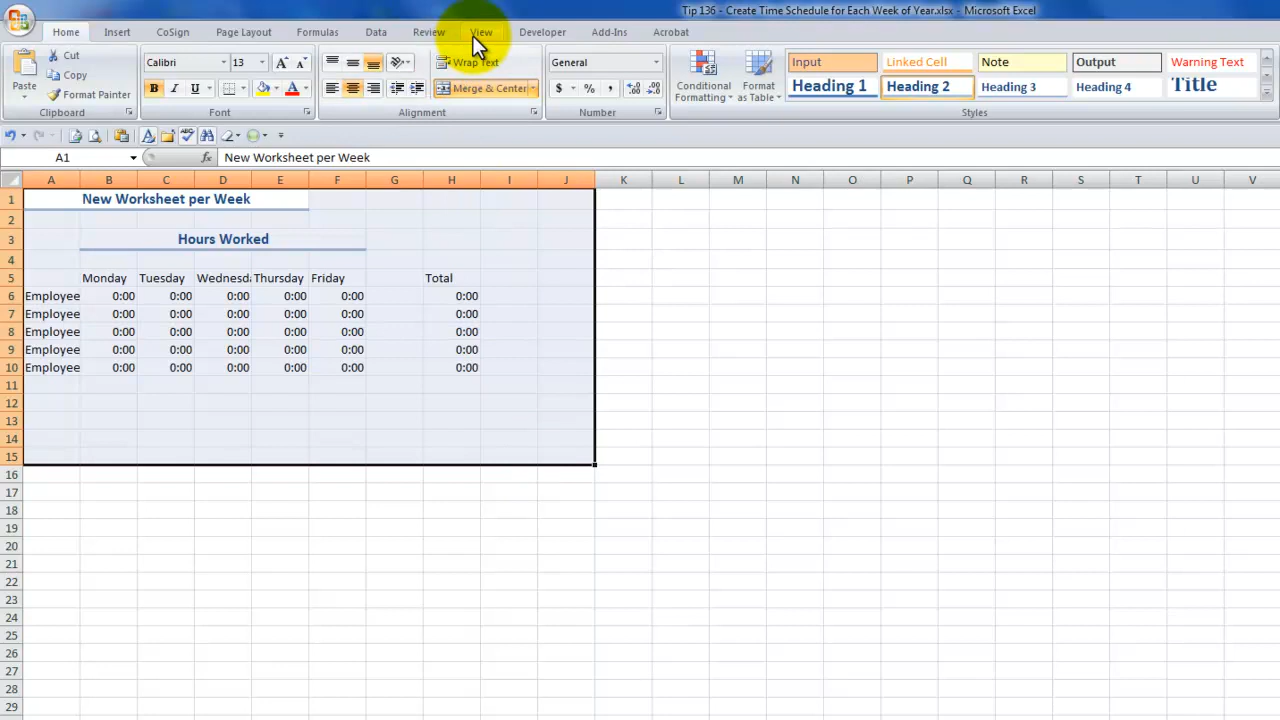 Tip 136 - Create Time Schedule for Each Week of Year.xlsx - Microsoft Excel
Home Insert CoSign Page Layout Formulas Data Review View Developer Add-Ins Acrobat
Paste Cut Copy Format Painter
Calibri 13 A A
B I U A
Wrap Text
Merge & Center
General
$ % ,
Conditional Formatting
Format as Table
Input Linked Cell Note Output Warning Text
Heading 1 Heading 2 Heading 3 Heading 4 Title
Clipboard Font Alignment Number Styles
A1 fx New Worksheet per Week
A B C D E F G H I J K L M N O P Q R S T U V
1 New Worksheet per Week
2
3 Hours Worked
4
5 Monday Tuesday Wednesda Thursday Friday Total
6 Employee 0:00 0:00 0:00 0:00 0:00 0:00
7 Employee 0:00 0:00 0:00 0:00 0:00 0:00
8 Employee 0:00 0:00 0:00 0:00 0:00 0:00
9 Employee 0:00 0:00 0:00 0:00 0:00 0:00
10 Employee 0:00 0:00 0:00 0:00 0:00 0:00
11
12
13
14
15
16
17
18
19
20
21
22
23
24
25
26
27
28
29